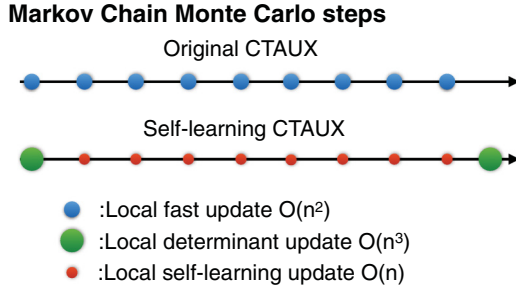 Markov Chain Monte Carlo steps
Original CTAUX
Self-learning CTAUX
:Local fast update O(n²)
:Local determinant update O(n³)
:Local self-learning update O(n)